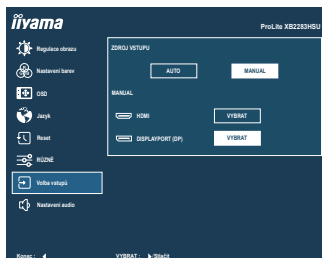 iiyama
ProLite XB2283HSU
Regulace obrazu
Nastavení barev
OSD
Jazyk
Reset
RŮZNÉ
Volba vstupů
Nastavení audio
ZDROJ VSTUPU
AUTO
MANUAL
MANUAL
HDMI
VYBRAT
DISPLAYPORT (DP)
VYBRAT
Konec :
VYBRAT : /Stlačit